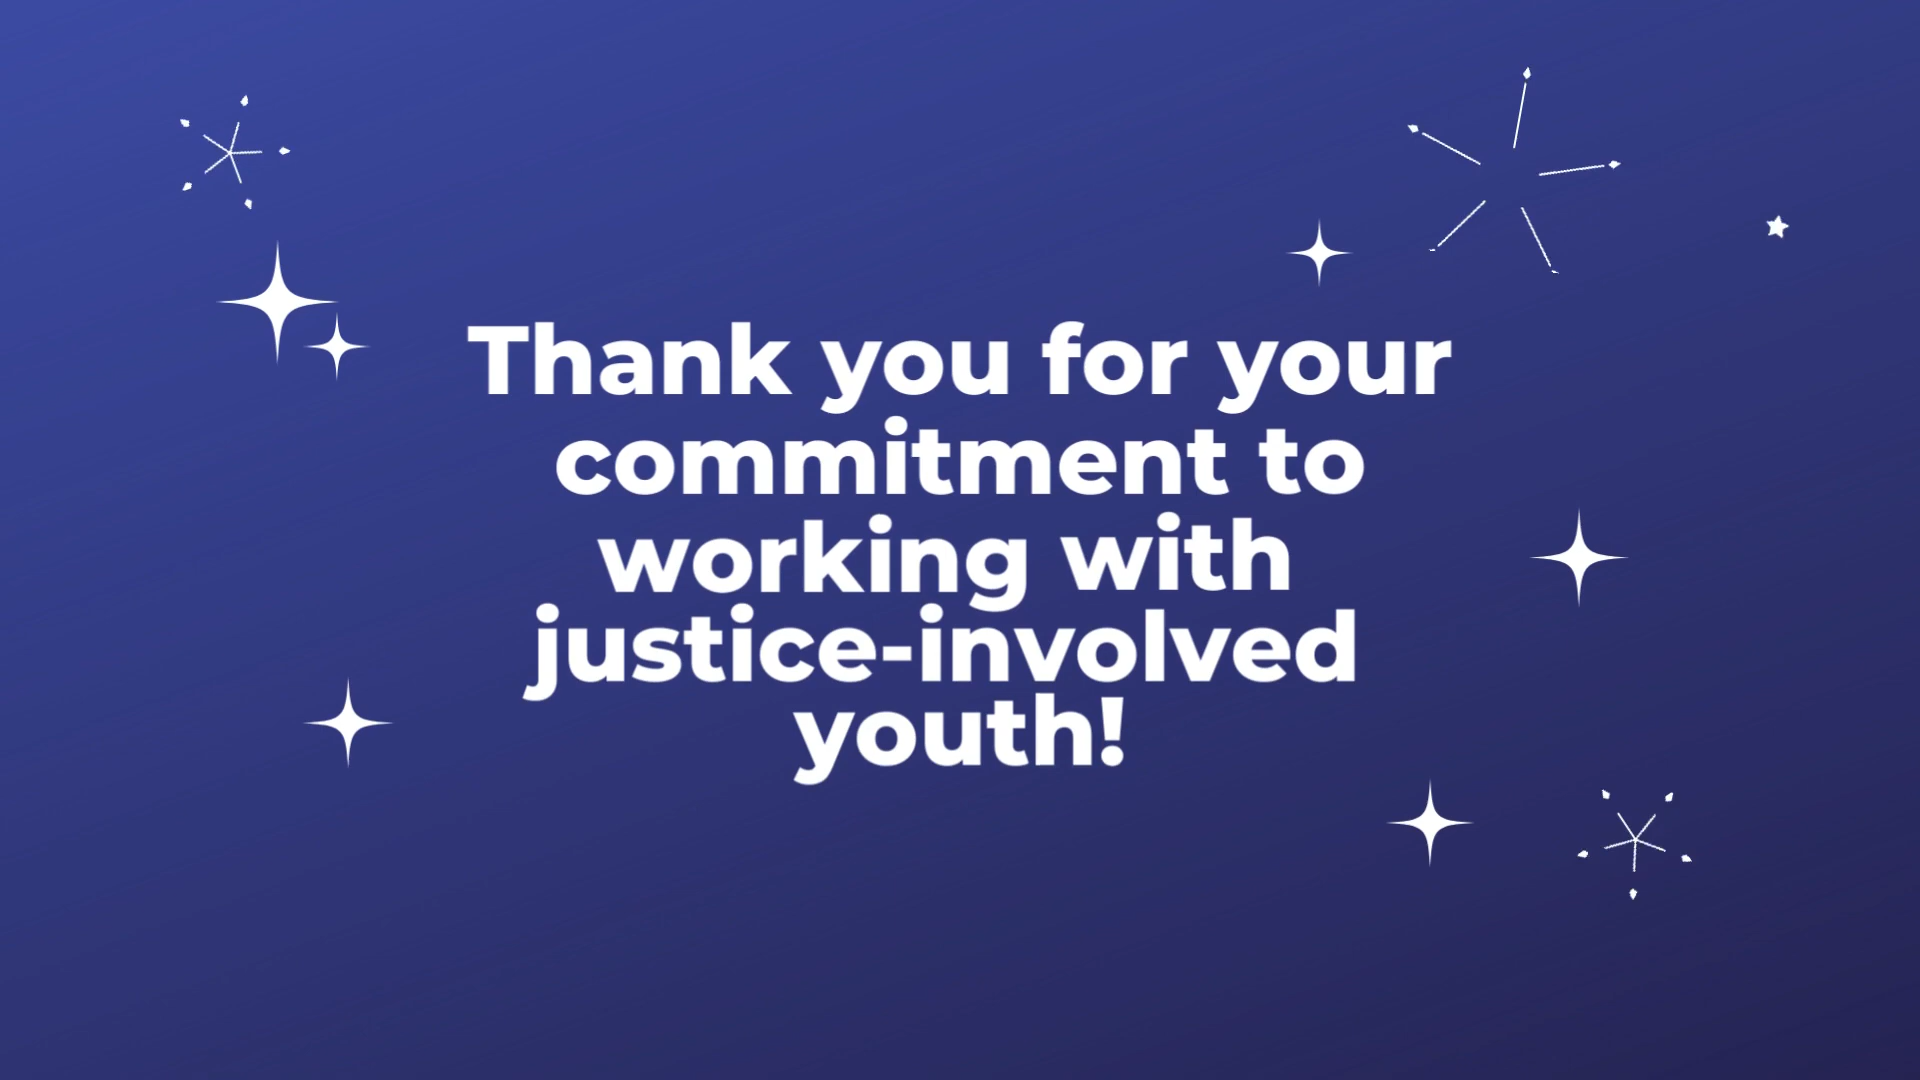 Thank you for your
commitment to
working with
justice-involved
youth!